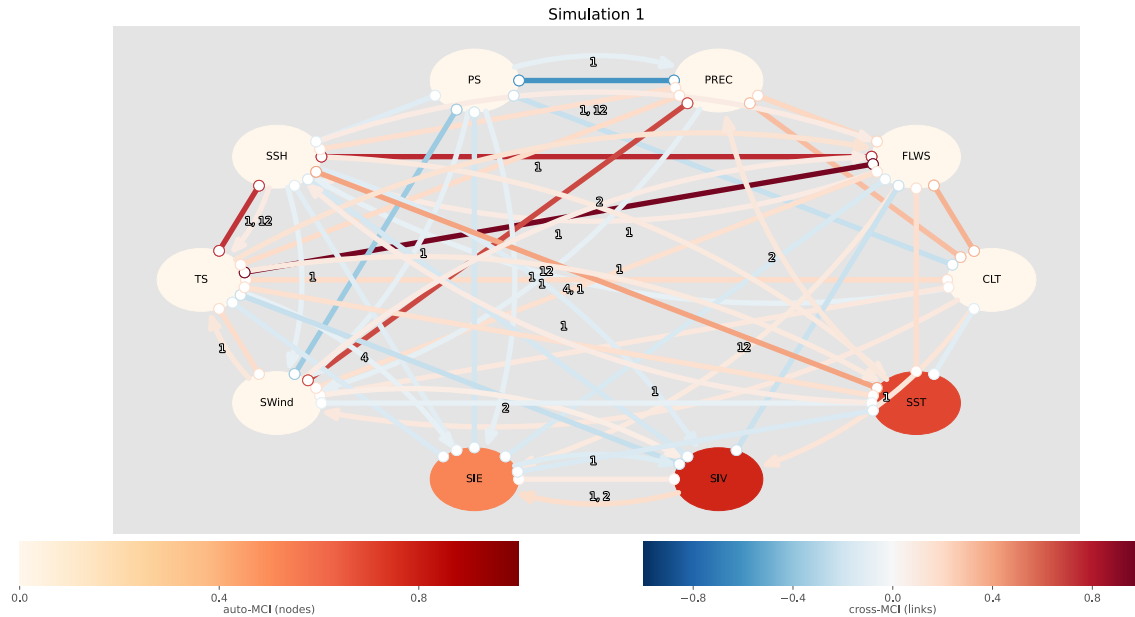 Simulation 1
PS
PREC
SSH
FLWS
TS
CLT
SWind
SST
SIE
SIV
1
1, 12
1
2
1, 12
1
1
1
2
1
1
12
1
1
4, 1
1
1
4
12
1
1
2
1
1, 2
0.0 0.4 0.8
auto-MCI (nodes)
−0.8 −0.4 0.0 0.4 0.8
cross-MCI (links)